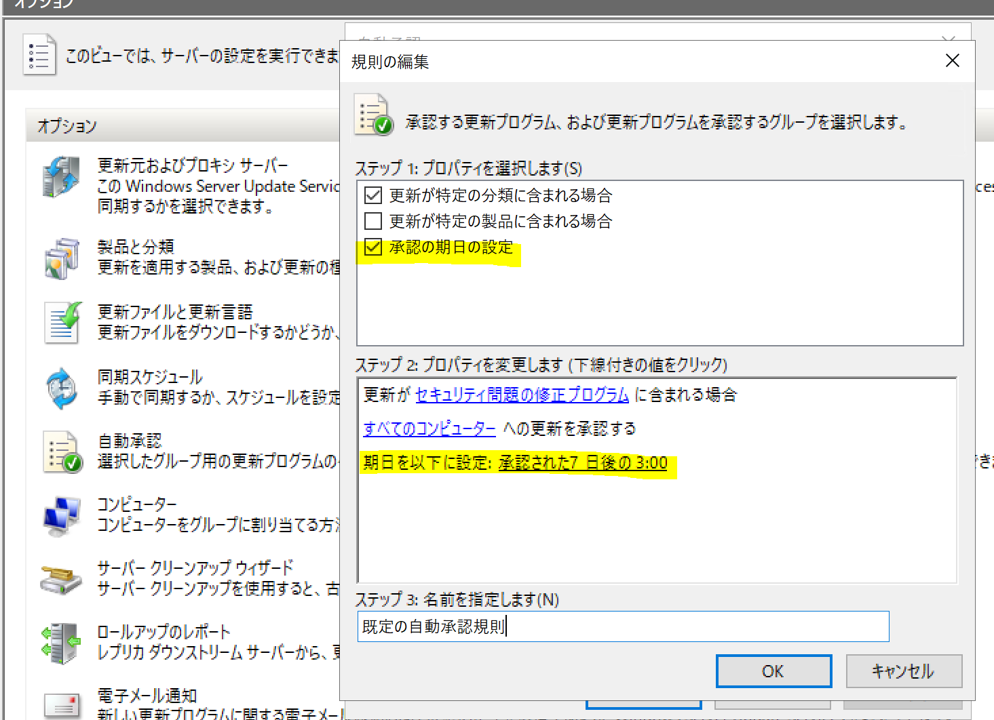 オプション
このビューでは、サーバーの設定を実行できま
オプション
更新元およびプロキシ サーバー
この Windows Server Update Servic
同期するかを選択できます。
製品と分類
更新を適用する製品、および更新の種
更新ファイルと更新言語
更新ファイルをダウンロードするかどうか、
同期スケジュール
手動で同期するか、スケジュールを設定
自動承認
選択したグループ用の更新プログラムの
コンピューター
コンピューターをグループに割り当てる方法
サーバー クリーンアップ ウィザード
サーバー クリーンアップを使用すると、古
ロールアップのレポート
レプリカ ダウンストリーム サーバーから、更
電子メール通知
新しい更新プログラムに関する電子メール
規則の編集
承認する更新プログラム、および更新プログラムを承認するグループを選択します。
ステップ 1: プロパティを選択します(S)
更新が特定の分類に含まれる場合
更新が特定の製品に含まれる場合
承認の期日の設定
ステップ 2: プロパティを変更します (下線付きの値をクリック)
更新が セキュリティ問題の修正プログラム に含まれる場合
すべてのコンピューター への更新を承認する
期日を以下に設定: 承認された7 日後の 3:00
ステップ 3: 名前を指定します(N)
既定の自動承認規則
OK
キャンセル